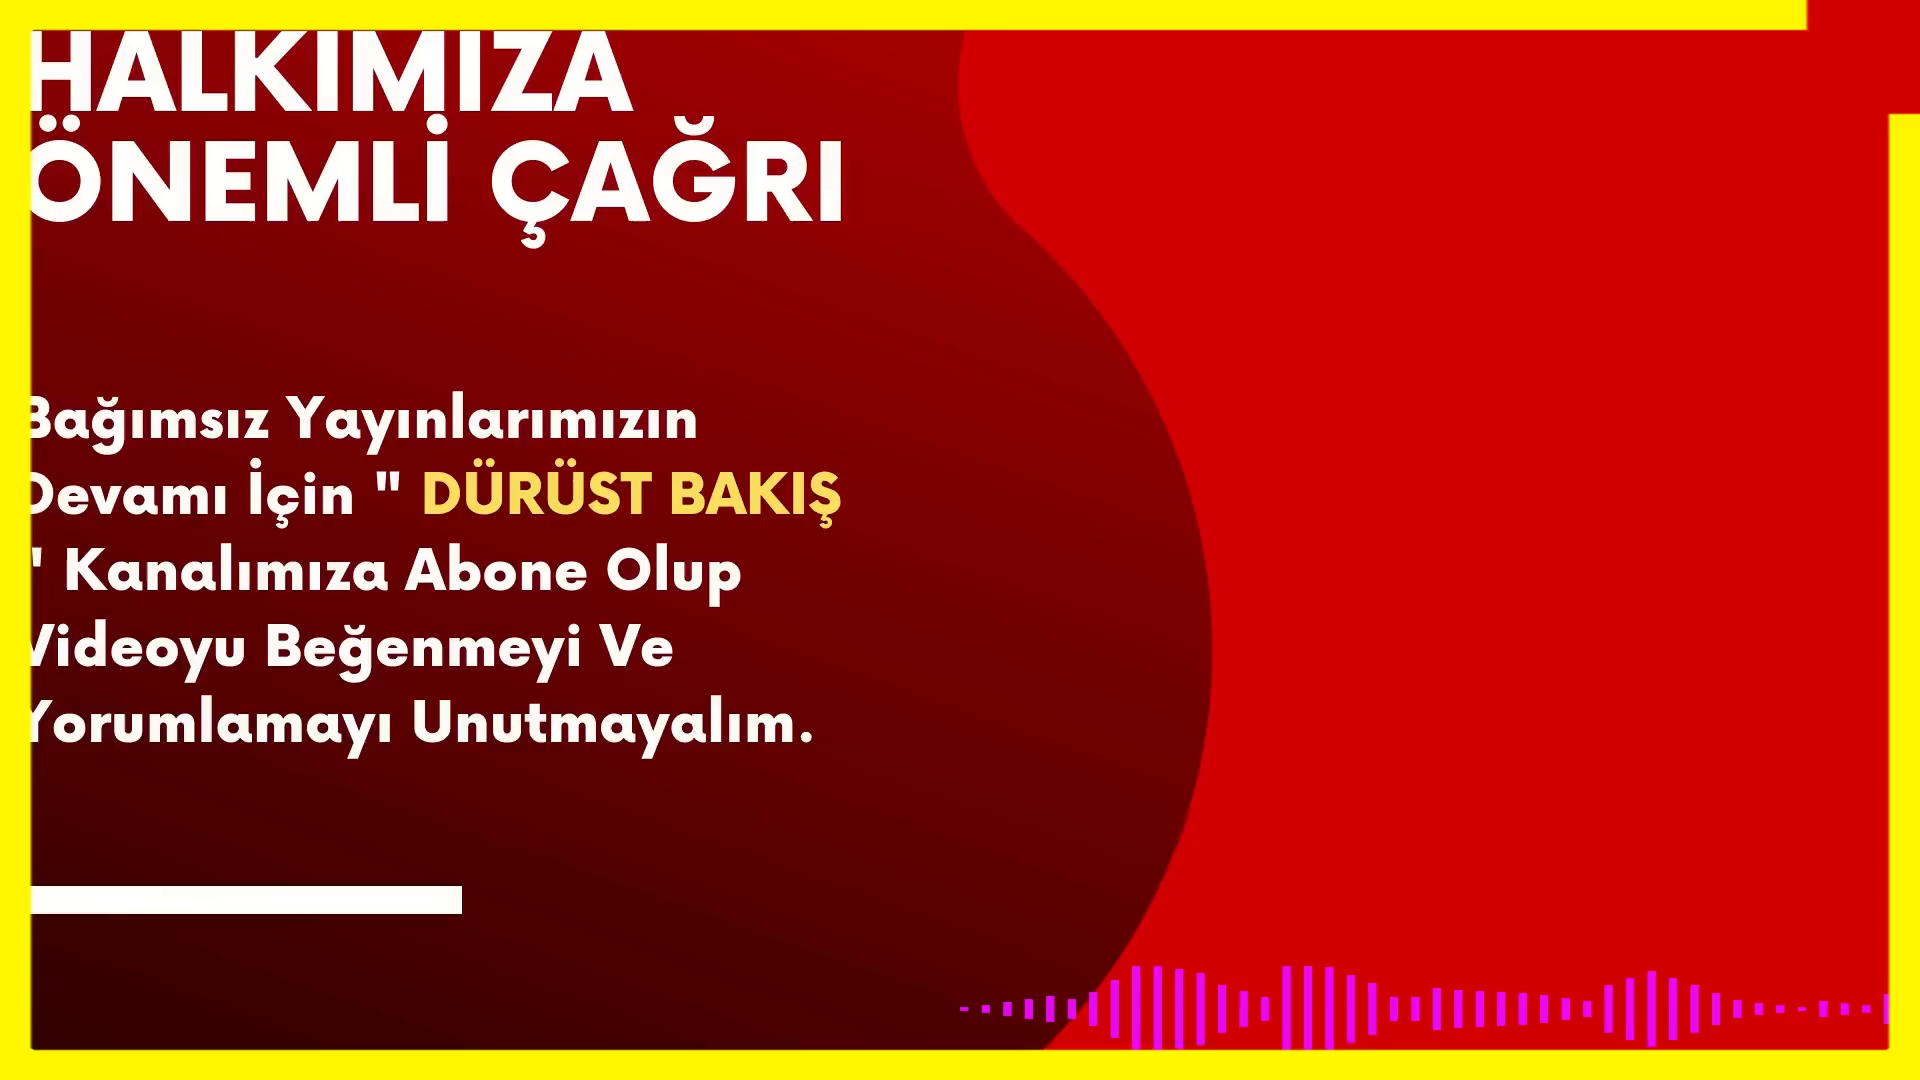 HALKIMIZA
ÖNEMLİ ÇAĞRI
Bağımsız Yayınlarımızın
Devamı İçin " DÜRÜST BAKIŞ
" Kanalımıza Abone Olup
Videoyu Beğenmeyi Ve
Yorumlamayı Unutmayalım.